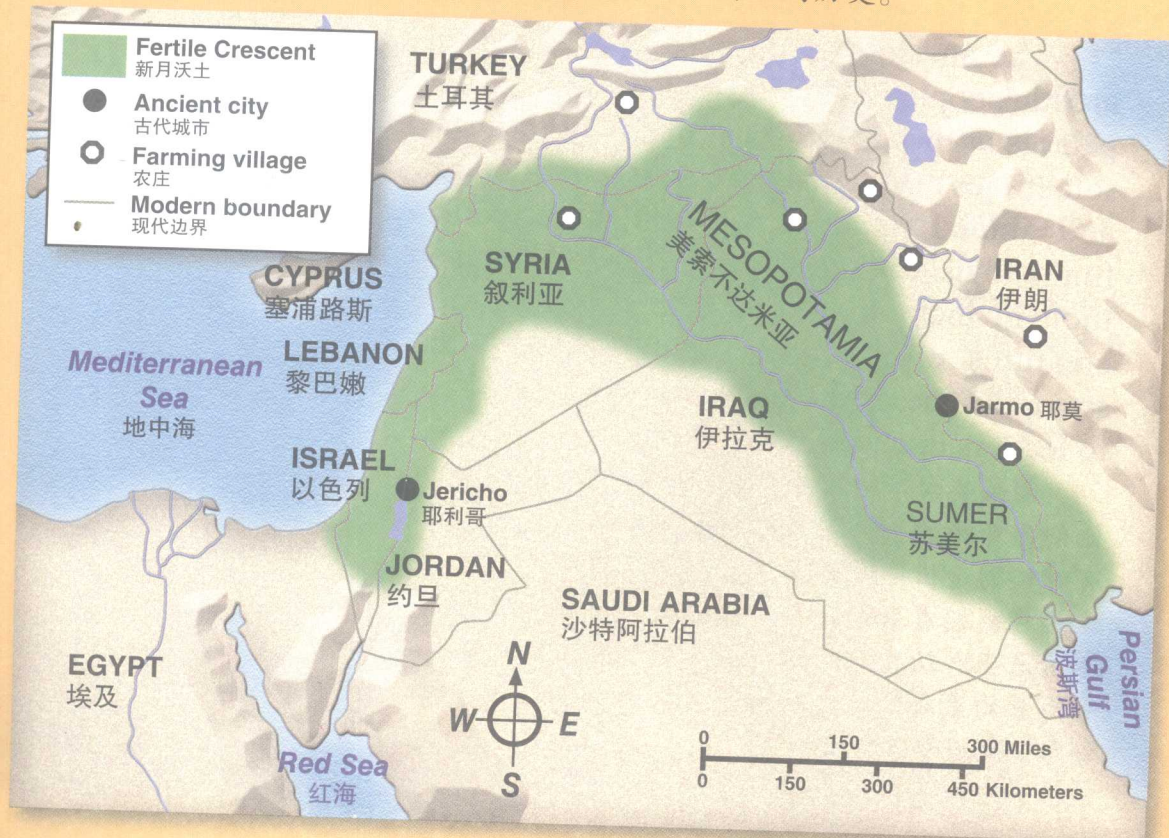 Fertile Crescent
新月沃土
Ancient city
古代城市
Farming village
农庄
Modern boundary
现代边界
TURKEY
土耳其
CYPRUS
塞浦路斯
SYRIA
叙利亚
MESOPOTAMIA
美索不达米亚
IRAN
伊朗
LEBANON
黎巴嫩
Mediterranean
Sea
地中海
IRAQ
伊拉克
Jarmo 耶莫
ISRAEL
以色列
Jericho
耶利哥
SUMER
苏美尔
JORDAN
约旦
SAUDI ARABIA
沙特阿拉伯
EGYPT
埃及
Persian
Gulf
波斯湾
Red Sea
红海
N
W E
S
0 150 300 Miles
0 150 300 450 Kilometers